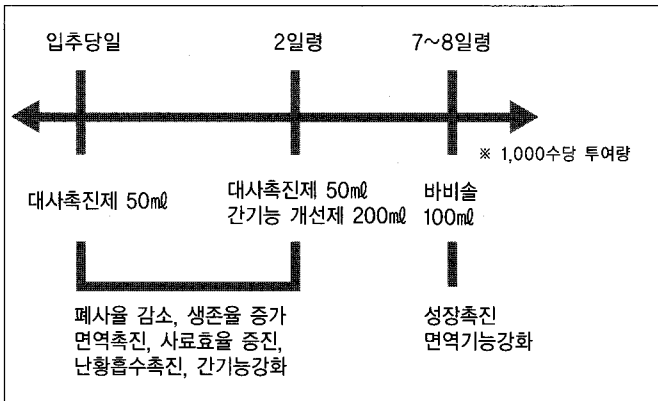 입추당일
2일령
7~8일령
※ 1,000수당 투여량
대사촉진제 50㎖
대사촉진제 50㎖
간기능 개선제 200㎖
바비솔
100㎖
폐사율 감소, 생존율 증가
면역촉진, 사료효율 증진,
난황흡수촉진, 간기능강화
성장촉진
면역기능강화